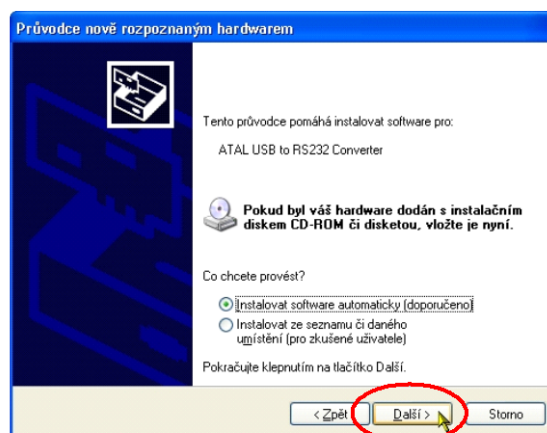 Průvodce nově rozpoznaným hardwarem
Tento průvodce pomáhá instalovat software pro:
ATAL USB to RS232 Converter
Pokud byl váš hardware dodán s instalačním
diskem CD-ROM či disketou, vložte je nyní.
Co chcete provést?
Instalovat software automaticky (doporučeno)
Instalovat ze seznamu či daného
umístění (pro zkušené uživatele)
Pokračujte klepnutím na tlačítko Další.
< Zpět
Další >
Storno